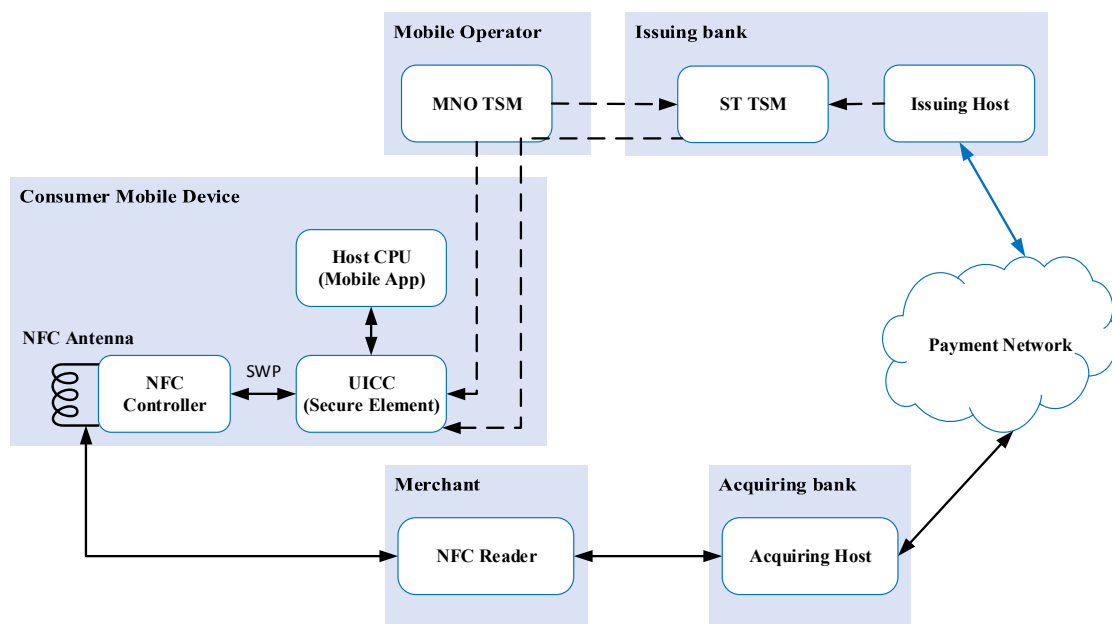 Mobile Operator
Issuing bank
MNO TSM
ST TSM
Issuing Host
Consumer Mobile Device
Host CPU
(Mobile App)
NFC Antenna
NFC
Controller
SWP
UICC
(Secure Element)
Payment Network
Merchant
Acquiring bank
NFC Reader
Acquiring Host